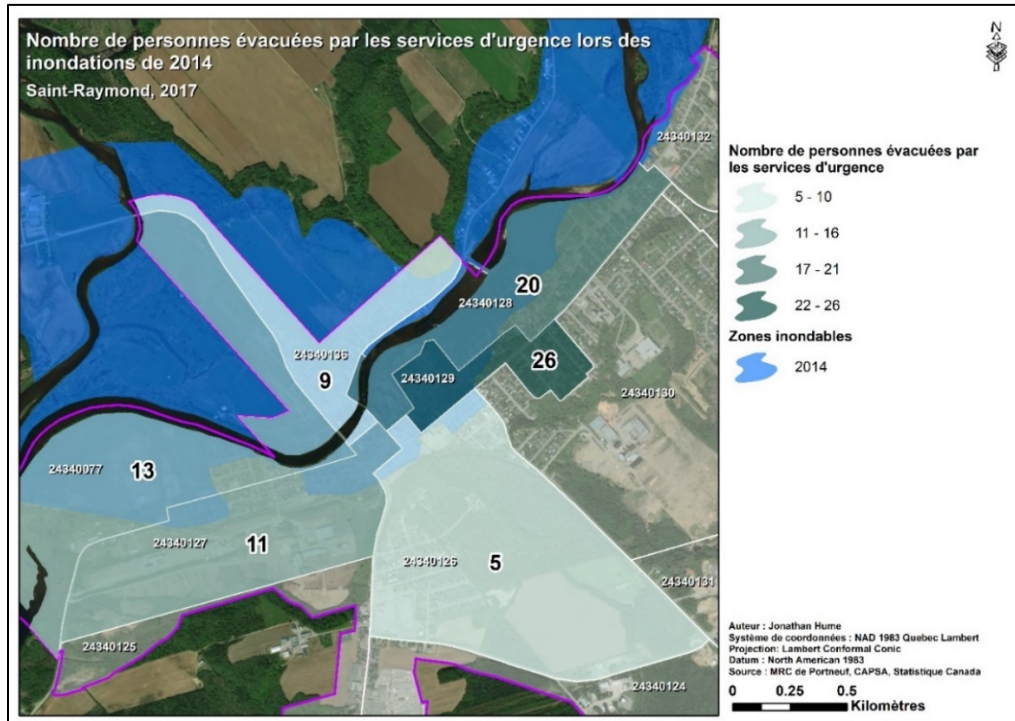 Nombre de personnes évacuées par les services d'urgence lors des
inondations de 2014
Saint-Raymond, 2017
N
24340132
20
24340128
24340136
9
26
24340129
24340130
24340077
13
24340127
11
5
24340126
24340131
24340125
24340124
Nombre de personnes évacuées par
les services d'urgence
5 - 10
11 - 16
17 - 21
22 - 26
Zones inondables
2014
Auteur : Jonathan Hume
Système de coordonnées : NAD 1983 Quebec Lambert
Projection: Lambert Conformal Conic
Datum : North American 1983
Source : MRC de Portneuf, CAPSA, Statistique Canada
0 0.25 0.5
Kilomètres